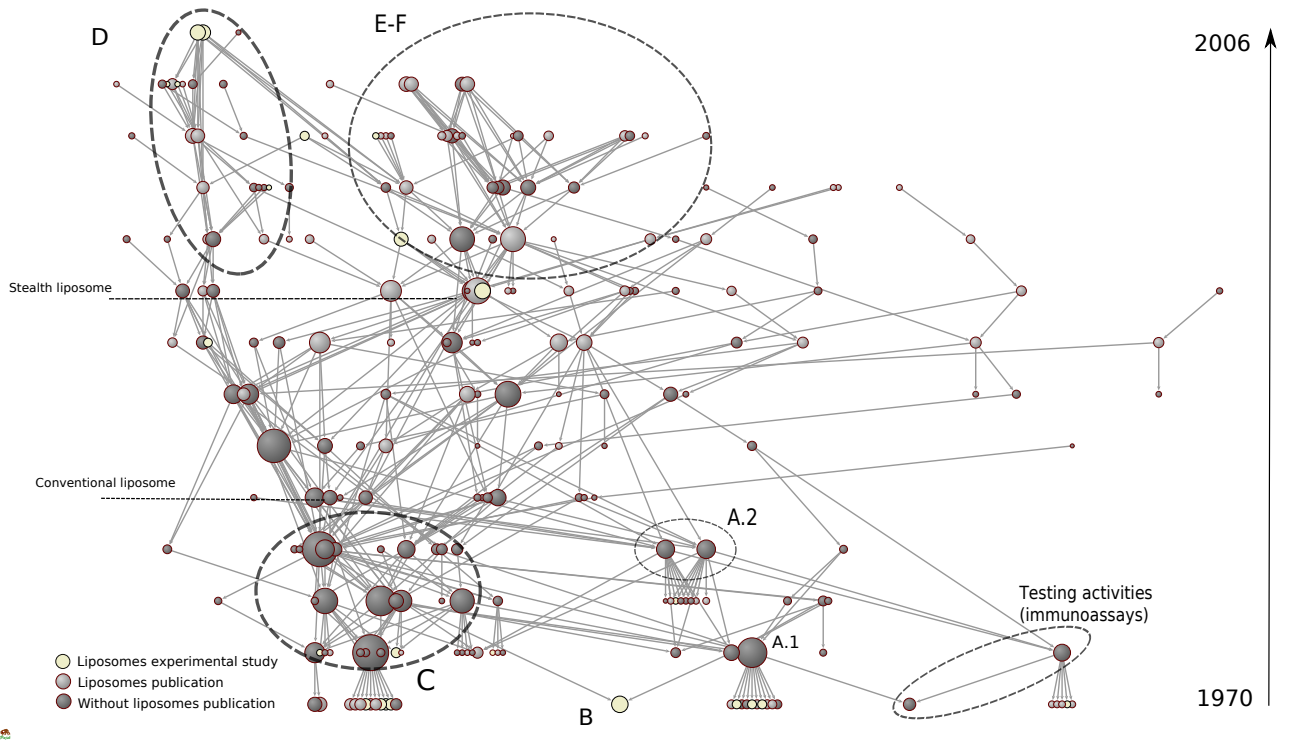 D
E-F
2006
Stealth liposome
Conventional liposome
A.2
Testing activities
(immunoassays)
A.1
Liposomes experimental study
Liposomes publication
Without liposomes publication
C
B
1970